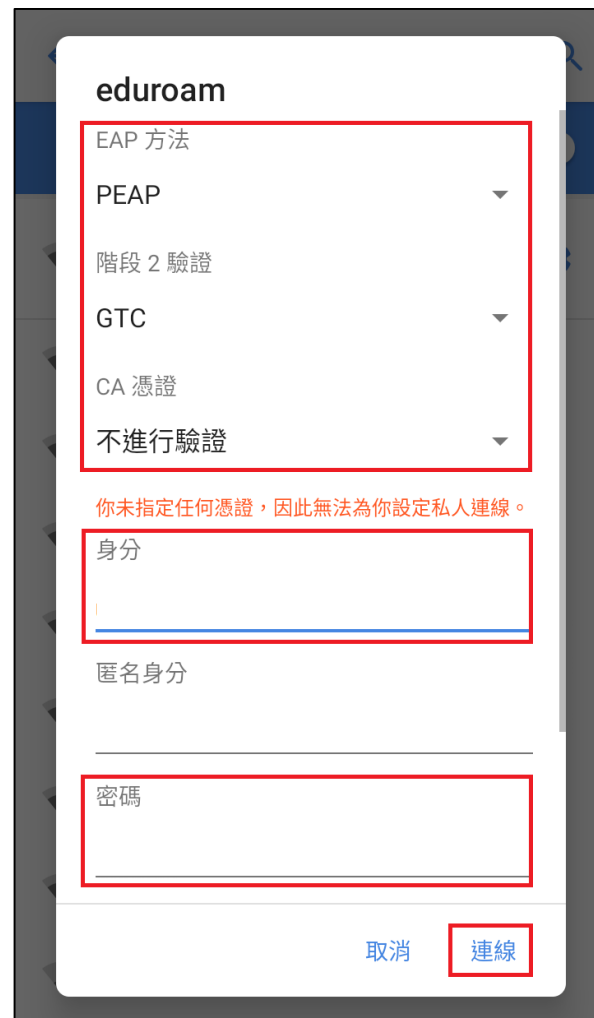 eduroam
EAP 方法
PEAP
階段 2 驗證
GTC
CA 憑證
不進行驗證
你未指定任何憑證，因此無法為你設定私人連線。
身分
匿名身分
密碼
取消 連線